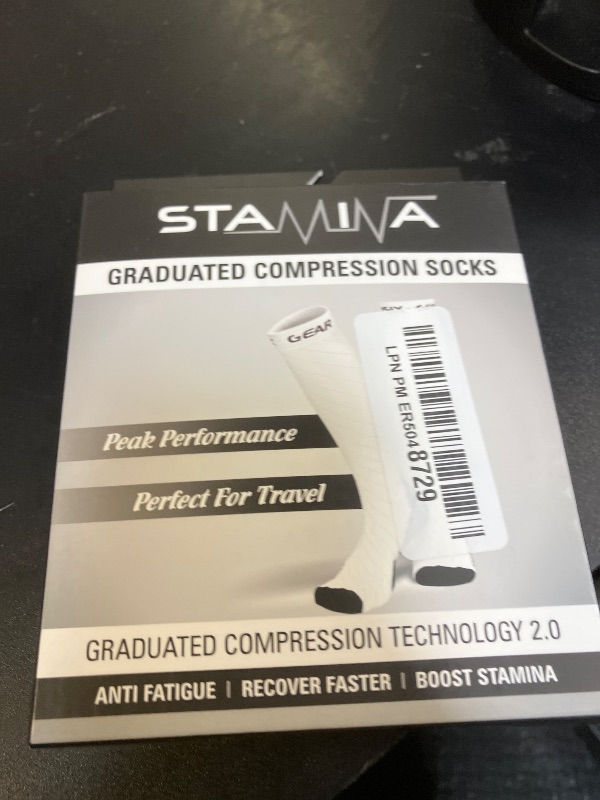 STAMINA
GRADUATED COMPRESSION SOCKS
GEAR
LPN PM ER5048729
Peak Performance
Perfect For Travel
GRADUATED COMPRESSION TECHNOLOGY 2.0
ANTI FATIGUE | RECOVER FASTER | BOOST STAMINA